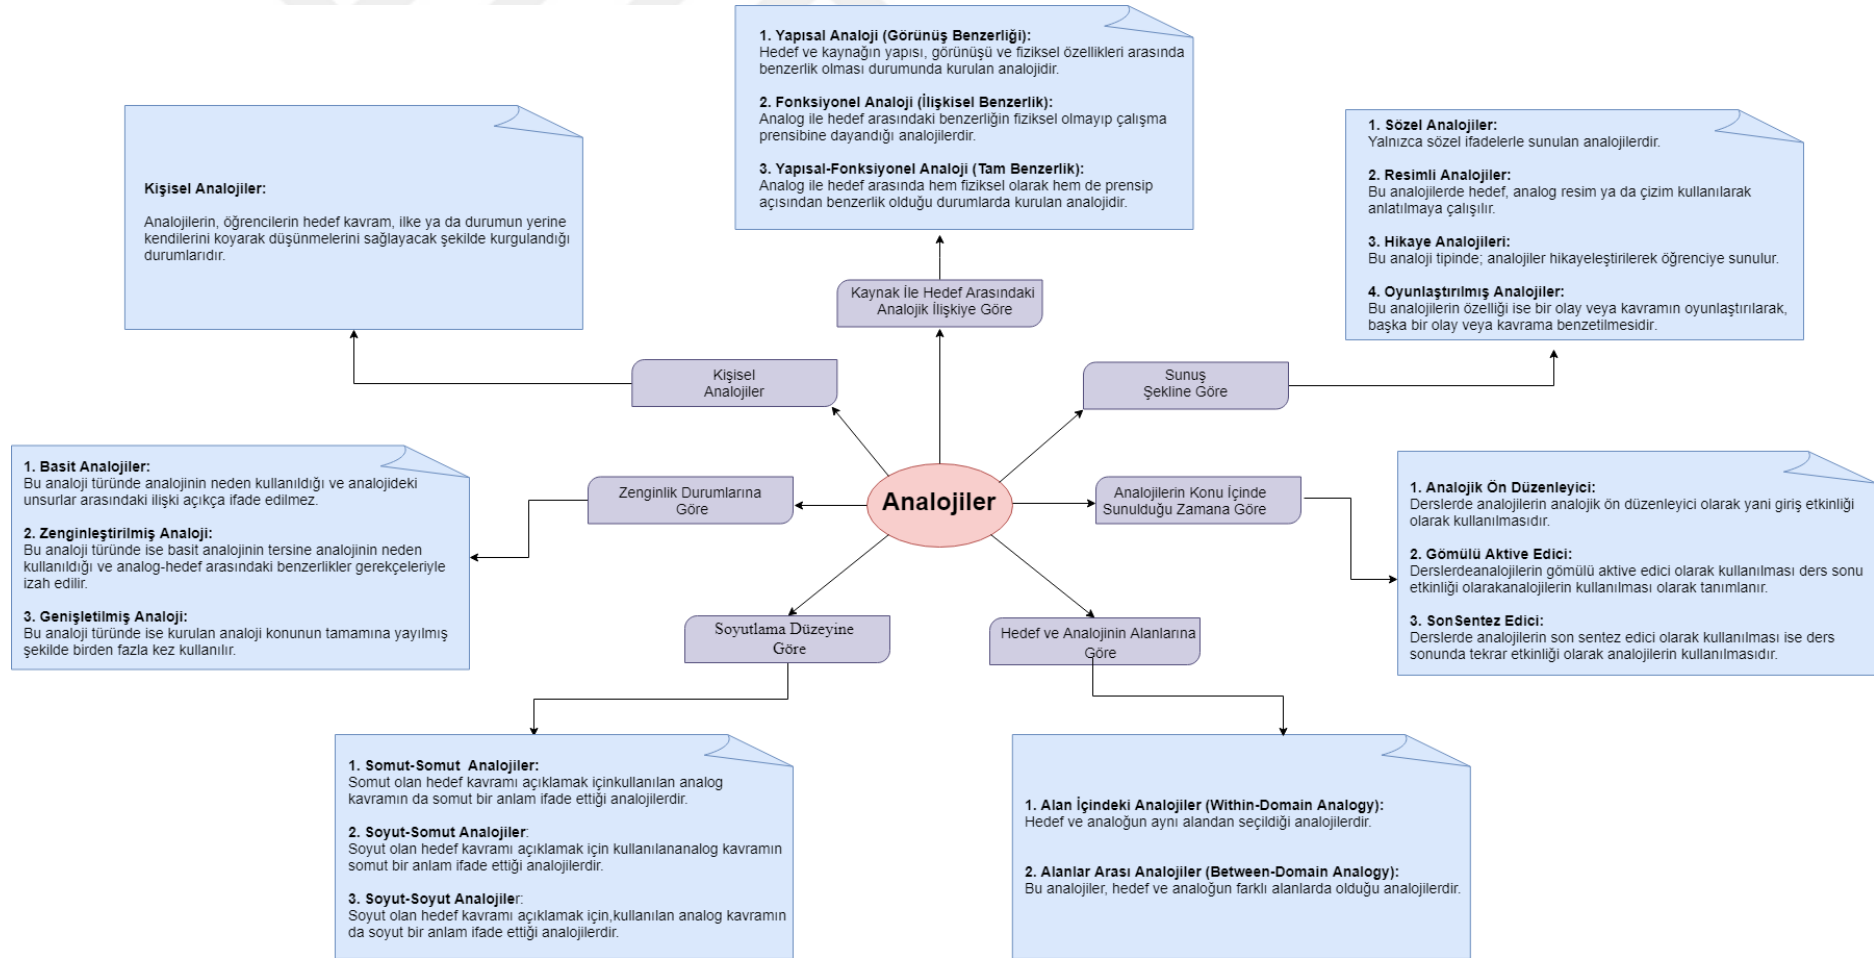 1. Yapısal Analoji (Görünüş Benzerliği):
Hedef ve kaynağın yapısı, görünüşü ve fiziksel özellikleri arasında
benzerlik olması durumunda kurulan analojidir.
2. Fonksiyonel Analoji (İlişkisel Benzerlik):
Analog ile hedef arasındaki benzerliğin fiziksel olmayıp çalışma
prensibine dayandığı analojilerdir.
3. Yapısal-Fonksiyonel Analoji (Tam Benzerlik):
Analog ile hedef arasında hem fiziksel olarak hem de prensip
açısından benzerlik olduğu durumlarda kurulan analojidir.
Kişisel Analojiler:
Analojilerin, öğrencilerin hedef kavram, ilke ya da durumun yerine
kendilerini koyarak düşünmelerini sağlayacak şekilde kurgulandığı
durumlarıdır.
1. Sözel Analojiler:
Yalnızca sözel ifadelerle sunulan analojilerdir.
2. Resimli Analojiler:
Bu analojilerde hedef, analog resim ya da çizim kullanılarak
anlatılmaya çalışılır.
3. Hikaye Analojileri:
Bu analoji tipinde; analojiler hikayeleştirilerek öğrenciye sunulur.
4. Oyunlaştırılmış Analojiler:
Bu analojilerin özelliği ise bir olay veya kavramın oyunlaştırılarak,
başka bir olay veya kavrama benzetilmesidir.
Kaynak İle Hedef Arasındaki
Analojik İlişkiye Göre
Kişisel
Analojiler
Sunuş
Şekline Göre
1. Basit Analojiler:
Bu analoji türünde analojinin neden kullanıldığı ve analojideki
unsurlar arasındaki ilişki açıkça ifade edilmez.
2. Zenginleştirilmiş Analoji:
Bu analoji türünde ise basit analojinin tersine analojinin neden
kullanıldığı ve analog-hedef arasındaki benzerlikler gerekçeleriyle
izah edilir.
3. Genişletilmiş Analoji:
Bu analoji türünde ise kurulan analoji konunun tamamına yayılmış
şekilde birden fazla kez kullanılır.
Zenginlik Durumlarına
Göre
Analojiler
Analojilerin Konu İçinde
Sunulduğu Zamana Göre
1. Analojik Ön Düzenleyici:
Derslerde analojilerin analojik ön düzenleyici olarak yani giriş etkinliği
olarak kullanılmasıdır.
2. Gömülü Aktive Edici:
Derslerdeanalojilerin gömülü aktive edici olarak kullanılması ders sonu
etkinliği olarakanalojilerin kullanılması olarak tanımlanır.
3. SonSentez Edici:
Derslerde analojilerin son sentez edici olarak kullanılması ise ders
sonunda tekrar etkinliği olarak analojilerin kullanılmasıdır.
Soyutlama Düzeyine
Göre
Hedef ve Analojinin Alanlarına
Göre
1. Somut-Somut Analojiler:
Somut olan hedef kavramı açıklamak içinkullanılan analog
kavramın da somut bir anlam ifade ettiği analojilerdir.
2. Soyut-Somut Analojiler:
Soyut olan hedef kavramı açıklamak için kullanılananalog kavramın
somut bir anlam ifade ettiği analojilerdir.
3. Soyut-Soyut Analojiler:
Soyut olan hedef kavramı açıklamak için,kullanılan analog kavramın
da soyut bir anlam ifade ettiği analojilerdir.
1. Alan İçindeki Analojiler (Within-Domain Analogy):
Hedef ve analoğun aynı alandan seçildiği analojilerdir.
2. Alanlar Arası Analojiler (Between-Domain Analogy):
Bu analojiler, hedef ve analoğun farklı alanlarda olduğu analojilerdir.